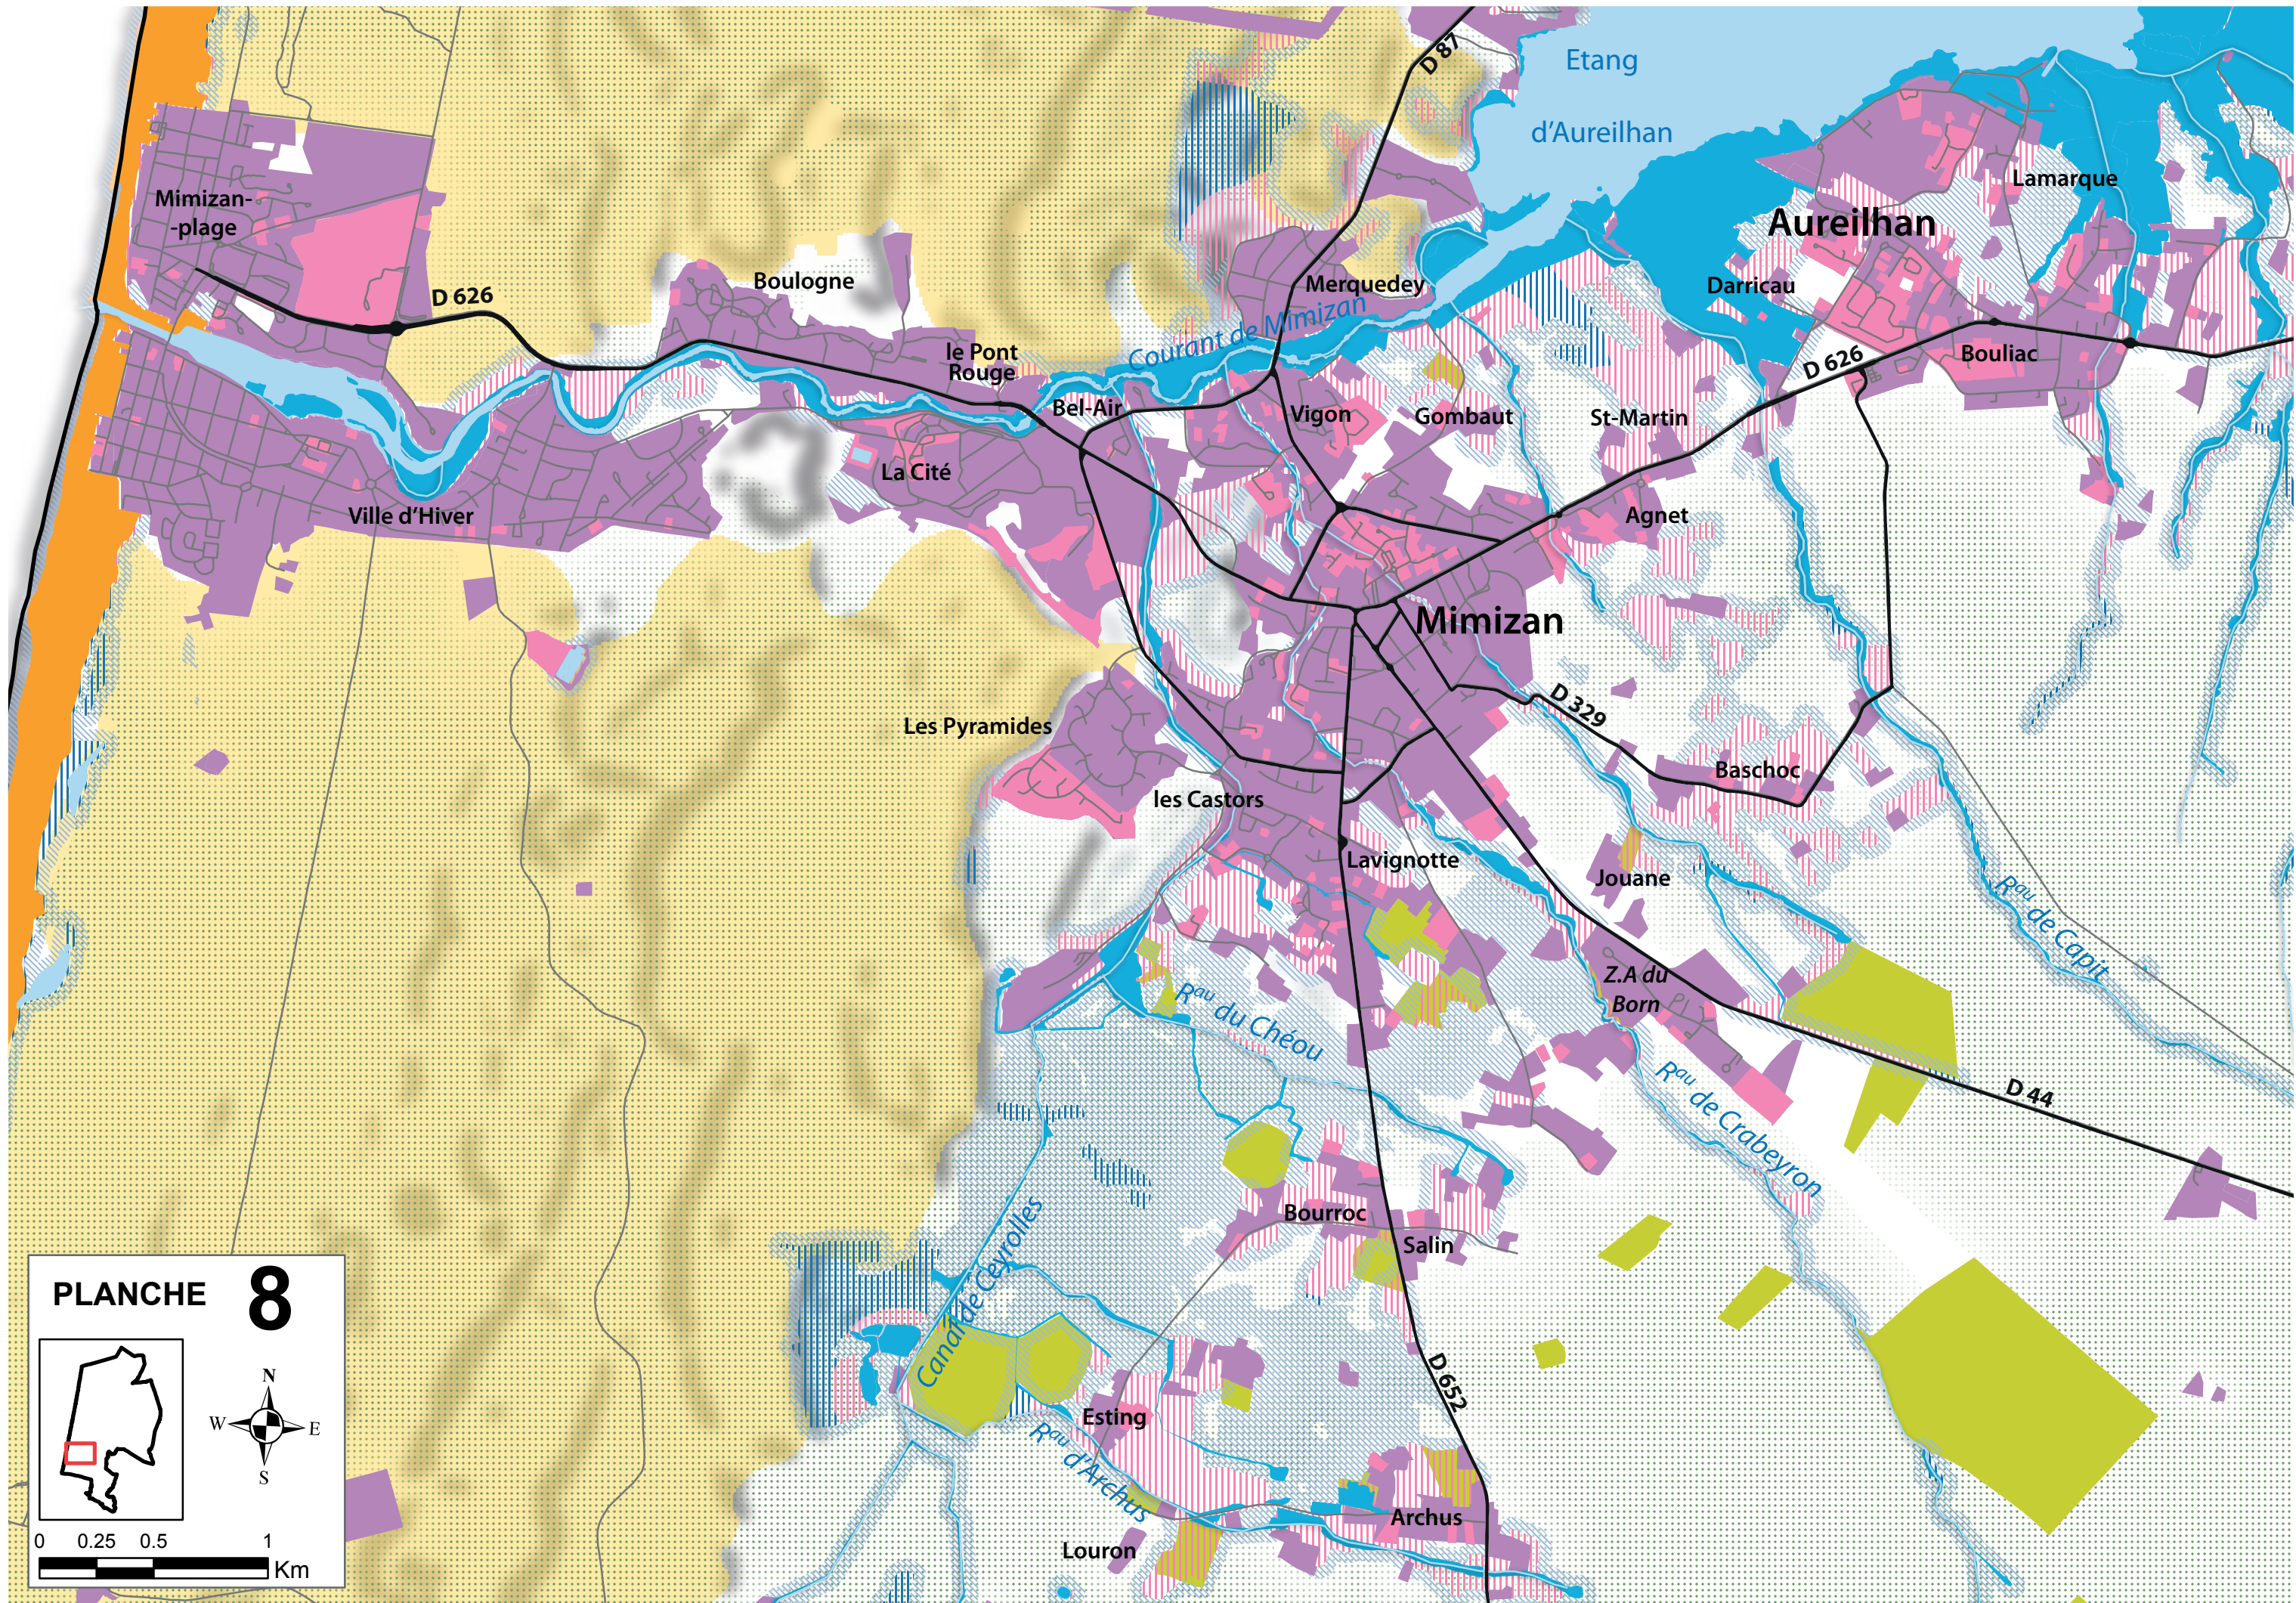 D 87
Etang
d'Aureilhan
Mimizan-
-plage
Lamarque
Aureilhan
Boulogne
Merquedey
Darricau
D 626
Courant de Mimizan
le Pont
Rouge
D 626
Bouliac
Bel-Air
Vigon
Gombaut
St-Martin
La Cité
Ville d'Hiver
Agnet
Mimizan
D 329
Les Pyramides
Baschoc
les Castors
Lavignotte
Jouane
Rau de Capit
Z.A du
Born
Rau du Chéou
Rau de Crabeyron
D 44
Bourroc
Salin
Canal de Ceyrolles
D 652
Esting
Rau d'Archus
Archus
Louron
PLANCHE 8
N
W E
S
0 0.25 0.5 1
Km